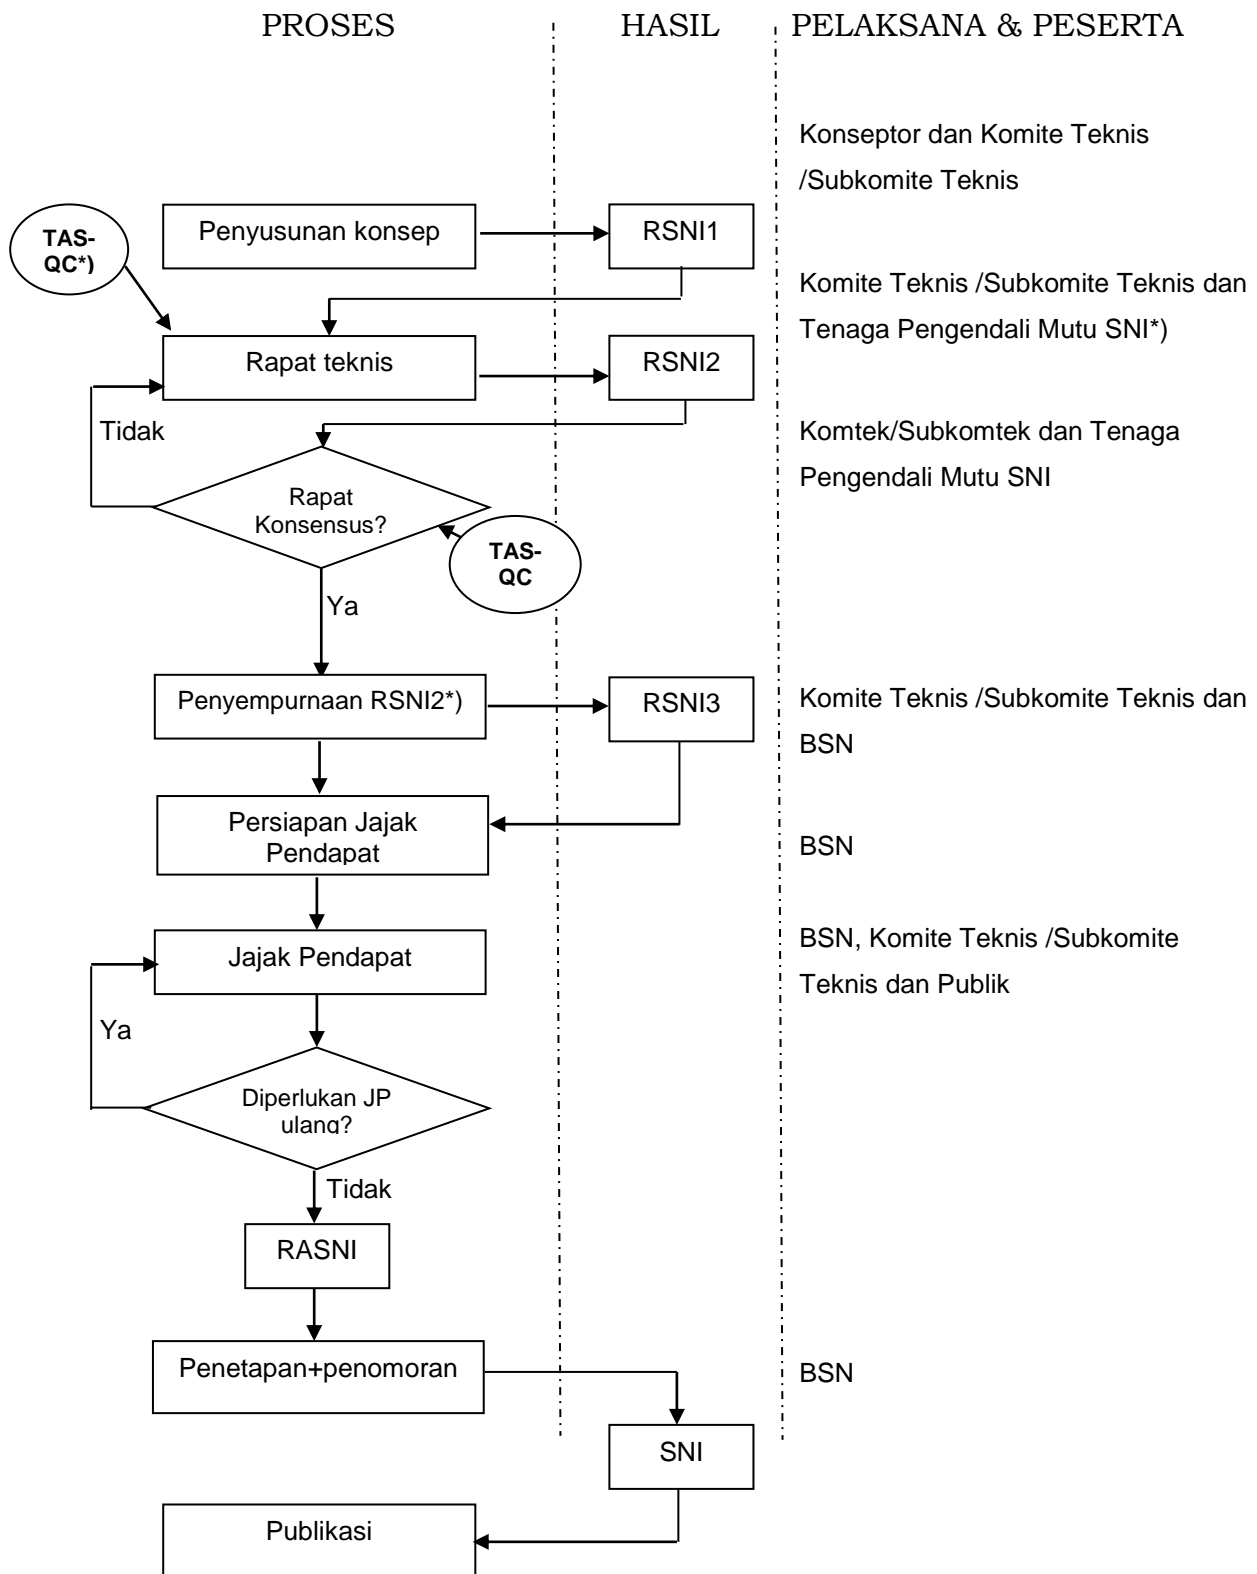 PROSES
HASIL
PELAKSANA & PESERTA
Konseptor dan Komite Teknis
/Subkomite Teknis
TAS-
QC*)
Penyusunan konsep
RSNI1
Komite Teknis /Subkomite Teknis dan
Tenaga Pengendali Mutu SNI*)
Rapat teknis
RSNI2
Tidak
Komtek/Subkomtek dan Tenaga
Pengendali Mutu SNI
Rapat
Konsensus?
TAS-
QC
Ya
Penyempurnaan RSNI2*)
RSNI3
Komite Teknis /Subkomite Teknis dan
BSN
Persiapan Jajak
Pendapat
BSN
Jajak Pendapat
BSN, Komite Teknis /Subkomite
Teknis dan Publik
Ya
Diperlukan JP
ulang?
Tidak
RASNI
Penetapan+penomoran
BSN
SNI
Publikasi